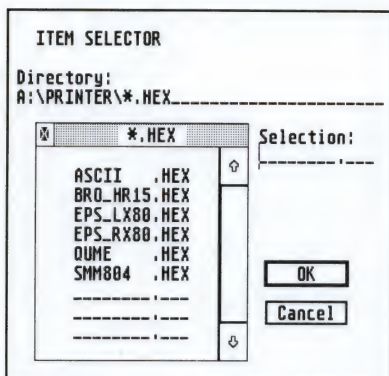 ITEM SELECTOR
Directory:
A:\PRINTER\*.HEX_______________________
*.HEX
Selection:
________.___
ASCII   .HEX
BRO_HR15.HEX
EPS_LX80.HEX
EPS_RX80.HEX
QUME    .HEX
SMM804  .HEX
________.___
________.___
________.___
OK
Cancel